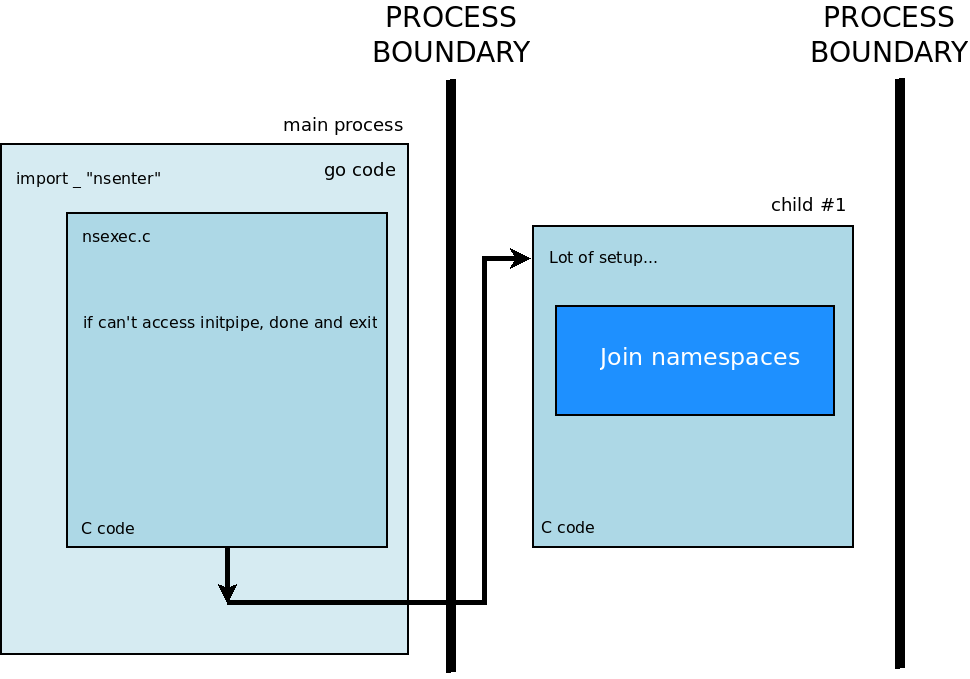 PROCESS
BOUNDARY
PROCESS
BOUNDARY
main process
go code
import _ "nsenter"
nsexec.c
if can't access initpipe, done and exit
C code
child #1
Lot of setup...
Join namespaces
C code